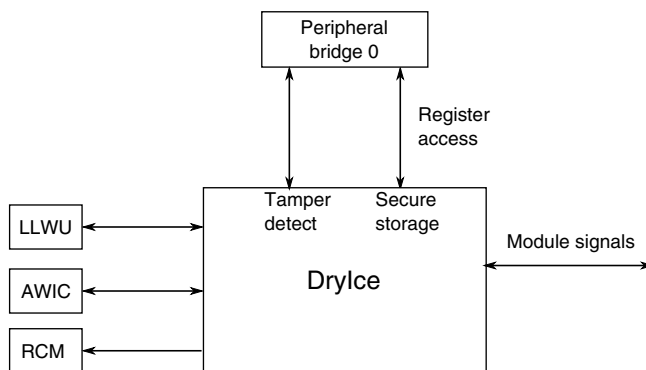 Peripheral
bridge 0
Register
access
Tamper
detect
Secure
storage
LLWU
Module signals
AWIC
DryIce
RCM